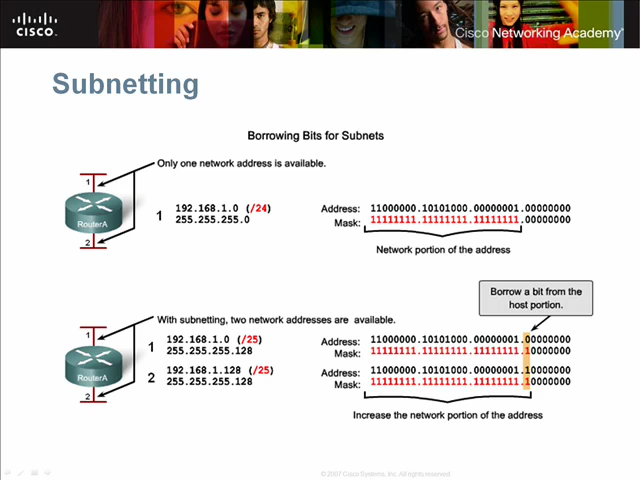 CISCO
Cisco Networking Academy
Subnetting
Borrowing Bits for Subnets
Only one network address is available.
1
RouterA
2
1
192.168.1.0 (/24)
255.255.255.0
Address: 11000000.10101000.00000001.00000000
Mask: 11111111.11111111.11111111.00000000
Network portion of the address
Borrow a bit from the
host portion.
With subnetting, two network addresses are available.
1
RouterA
2
1
192.168.1.0 (/25)
255.255.255.128
2
192.168.1.128 (/25)
255.255.255.128
Address: 11000000.10101000.00000001.00000000
Mask: 11111111.11111111.11111111.10000000
Address: 11000000.10101000.00000001.10000000
Mask: 11111111.11111111.11111111.10000000
Increase the network portion of the address
© 2007 Cisco Systems, Inc. All rights reserved.